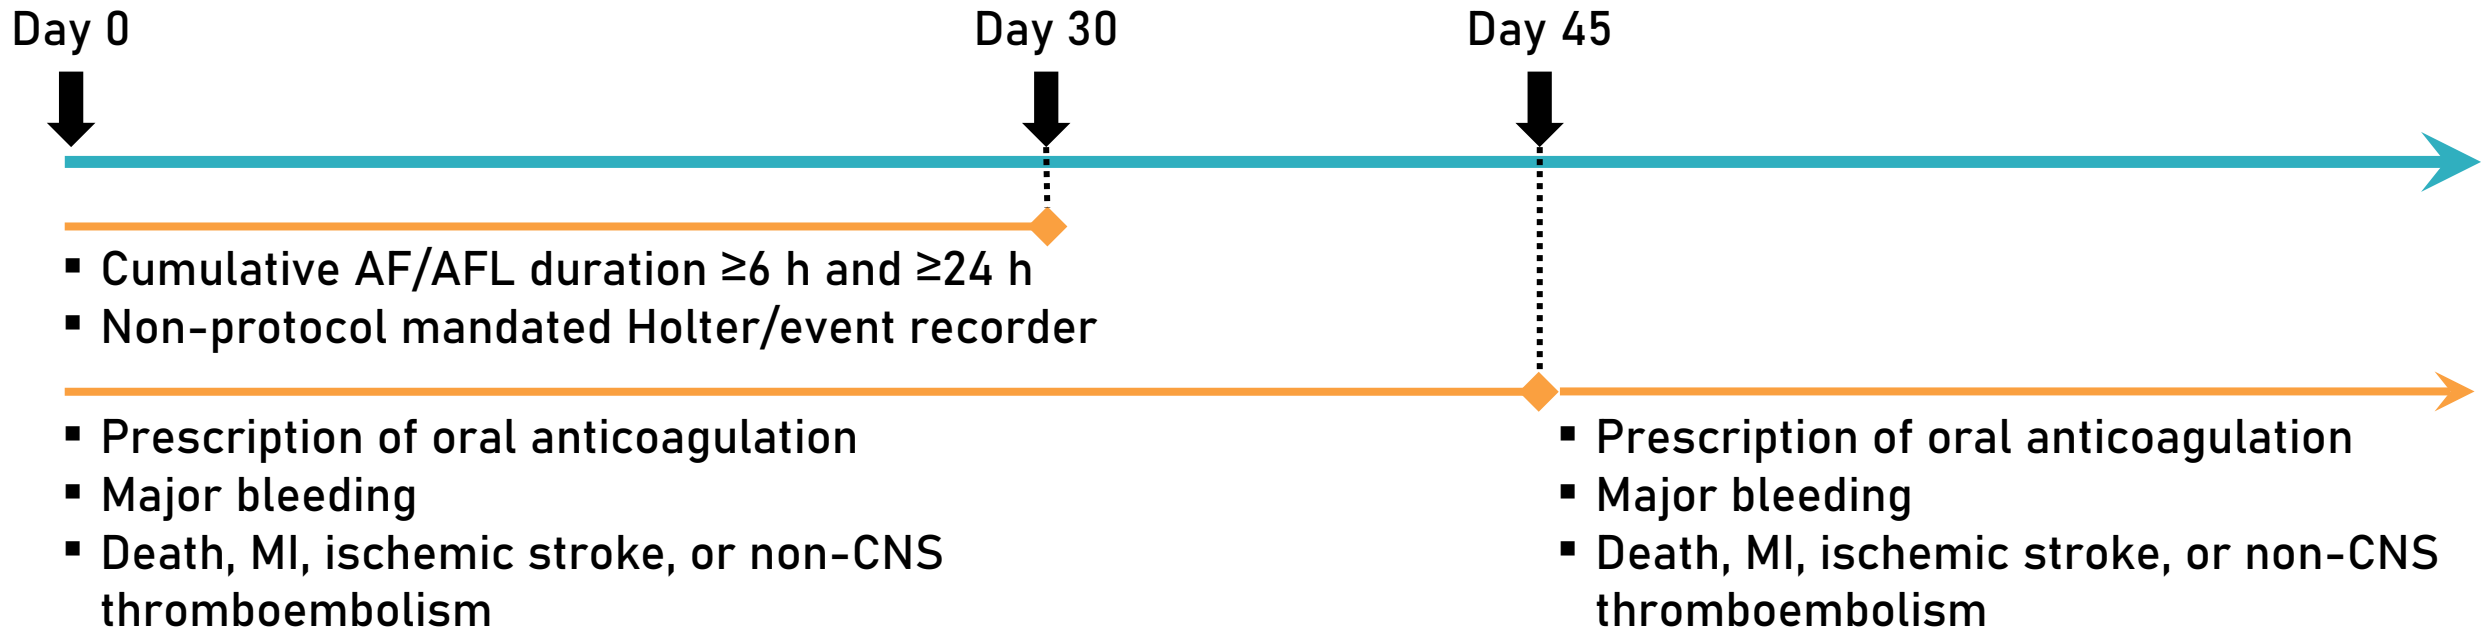 Day 0
Day 30
Day 45
▪ Cumulative AF/AFL duration ≥6 h and ≥24 h
▪ Non-protocol mandated Holter/event recorder
▪ Prescription of oral anticoagulation
▪ Major bleeding
▪ Death, MI, ischemic stroke, or non-CNS
thromboembolism
▪ Prescription of oral anticoagulation
▪ Major bleeding
▪ Death, MI, ischemic stroke, or non-CNS
thromboembolism